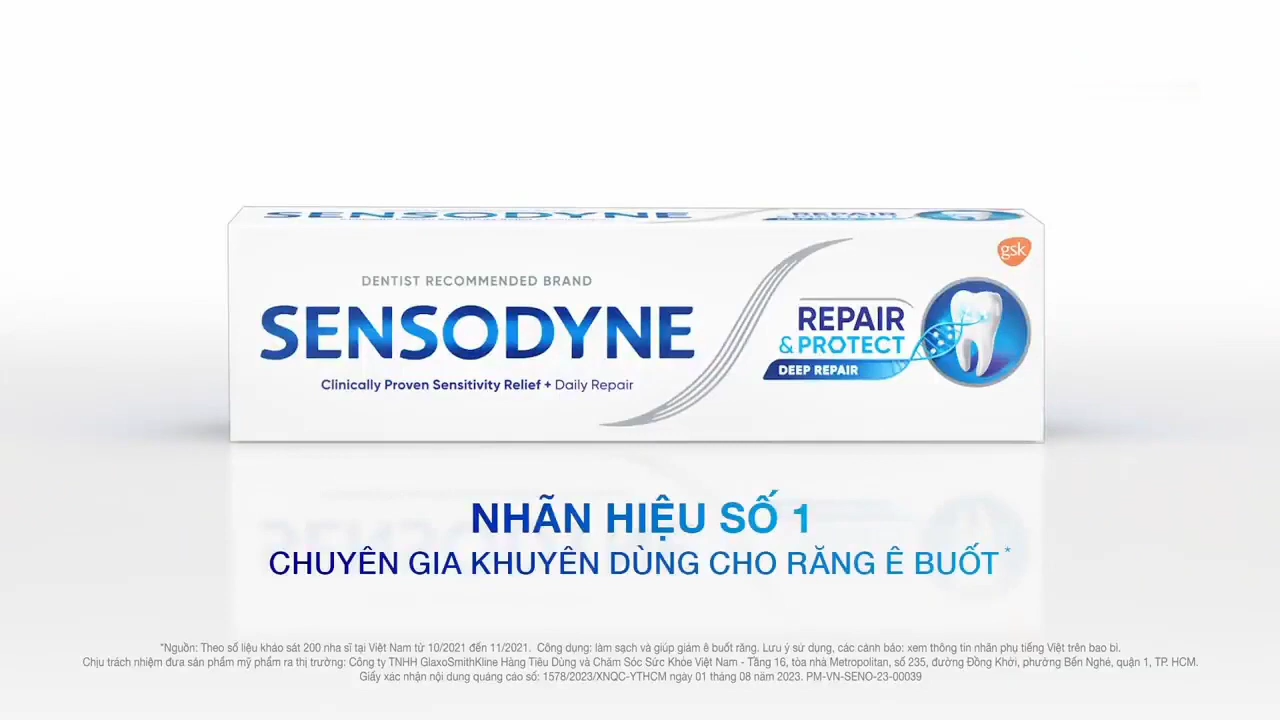 SENSODYNE
REPAIR
gsk
DENTIST RECOMMENDED BRAND
SENSODYNE
Clinically Proven Sensitivity Relief + Daily Repair
REPAIR
& PROTECT
DEEP REPAIR
NHÃN HIỆU SỐ 1
CHUYÊN GIA KHUYÊN DÙNG CHO RĂNG Ê BUỐT*
*Nguồn: Theo số liệu khảo sát 200 nha sĩ tại Việt Nam từ 10/2021 đến 11/2021. Công dụng: làm sạch và giúp giảm ê buốt răng. Lưu ý sử dụng, các cảnh báo: xem thông tin nhãn phụ tiếng Việt trên bao bì.
Chịu trách nhiệm đưa sản phẩm mỹ phẩm ra thị trường: Công ty TNHH GlaxoSmithKline Hàng Tiêu Dùng và Chăm Sóc Sức Khỏe Việt Nam - Tầng 16, tòa nhà Metropolitan, số 235, đường Đồng Khởi, phường Bến Nghé, quận 1, TP. HCM.
Giấy xác nhận nội dung quảng cáo số: 1578/2023/XNQC-YTHCM ngày 01 tháng 08 năm 2023. PM-VN-SENO-23-00039